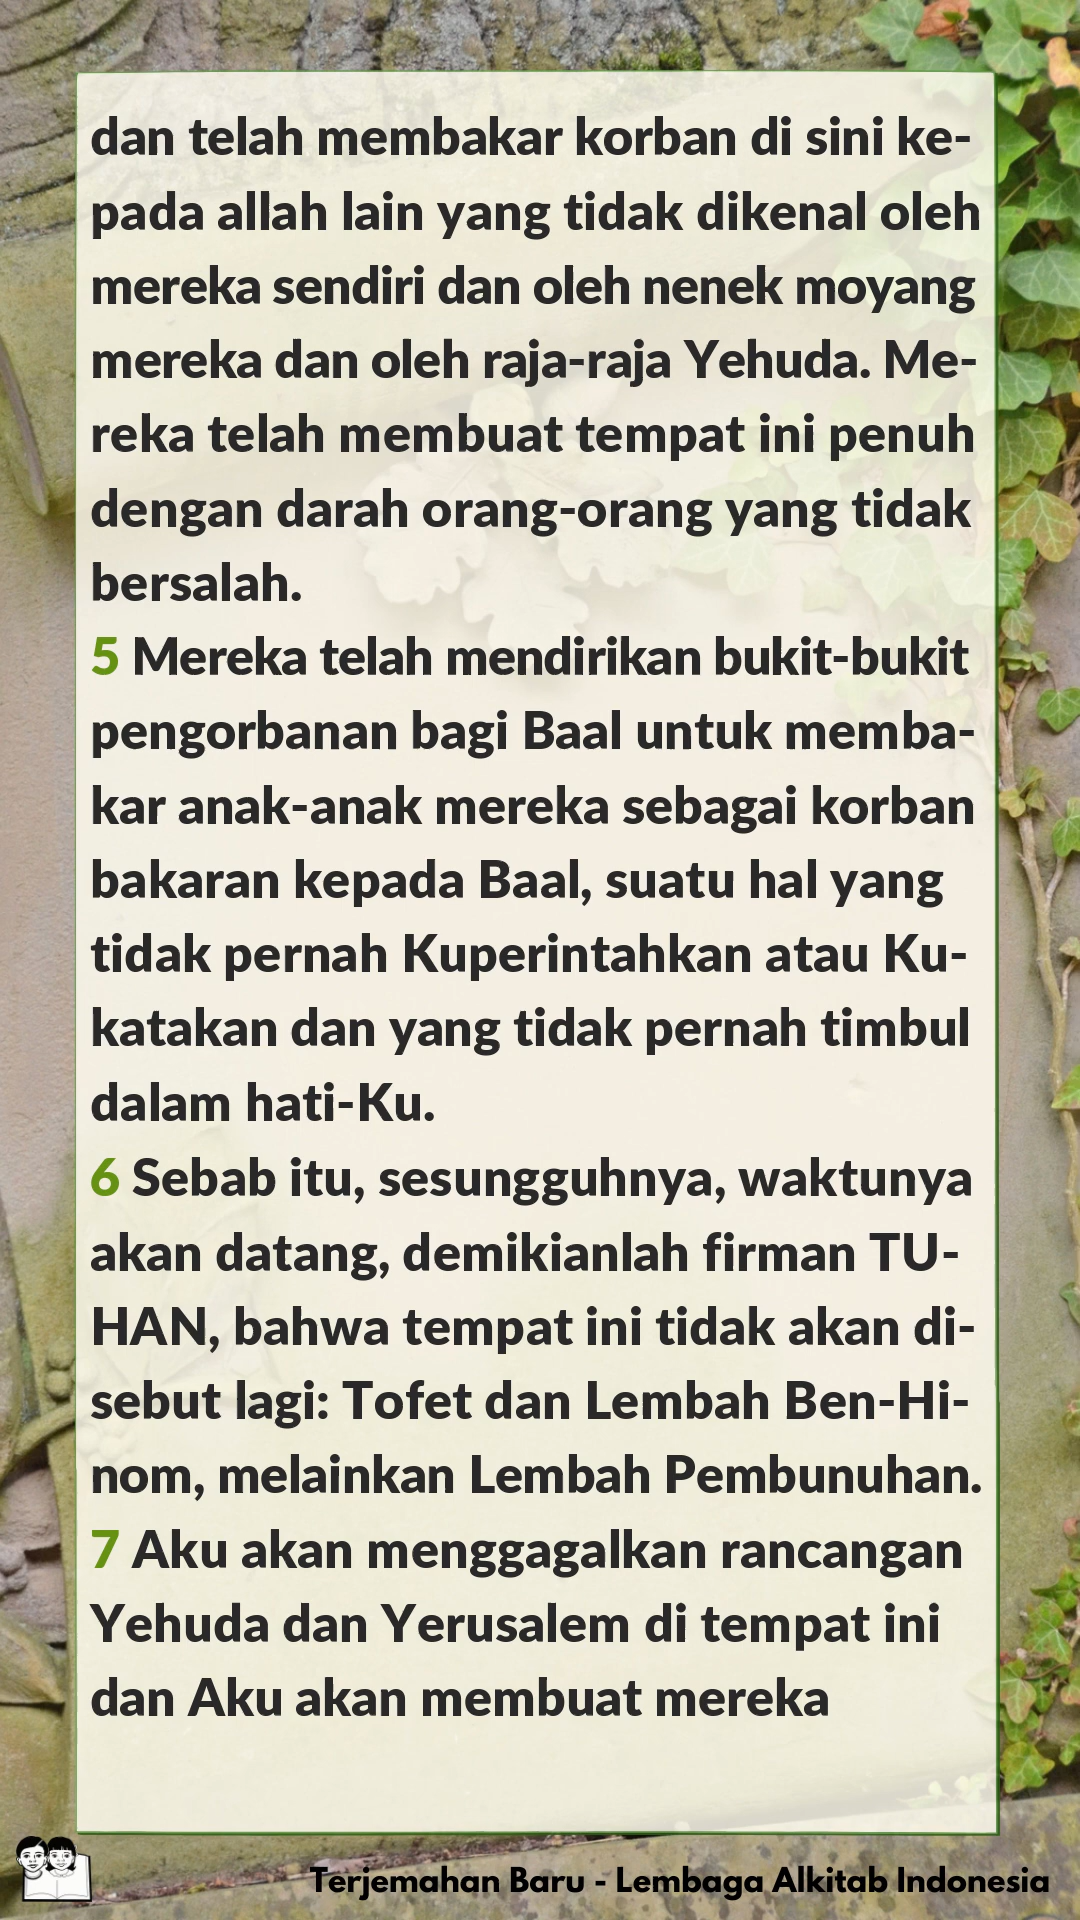 dan telah membakar korban di sini ke-
pada allah lain yang tidak dikenal oleh
mereka sendiri dan oleh nenek moyang
mereka dan oleh raja-raja Yehuda. Me-
reka telah membuat tempat ini penuh
dengan darah orang-orang yang tidak
bersalah.
5 Mereka telah mendirikan bukit-bukit
pengorbanan bagi Baal untuk memba-
kar anak-anak mereka sebagai korban
bakaran kepada Baal, suatu hal yang
tidak pernah Kuperintahkan atau Ku-
katakan dan yang tidak pernah timbul
dalam hati-Ku.
6 Sebab itu, sesungguhnya, waktunya
akan datang, demikianlah firman TU-
HAN, bahwa tempat ini tidak akan di-
sebut lagi: Tofet dan Lembah Ben-Hi-
nom, melainkan Lembah Pembunuhan.
7 Aku akan menggagalkan rancangan
Yehuda dan Yerusalem di tempat ini
dan Aku akan membuat mereka
Terjemahan Baru - Lembaga Alkitab Indonesia